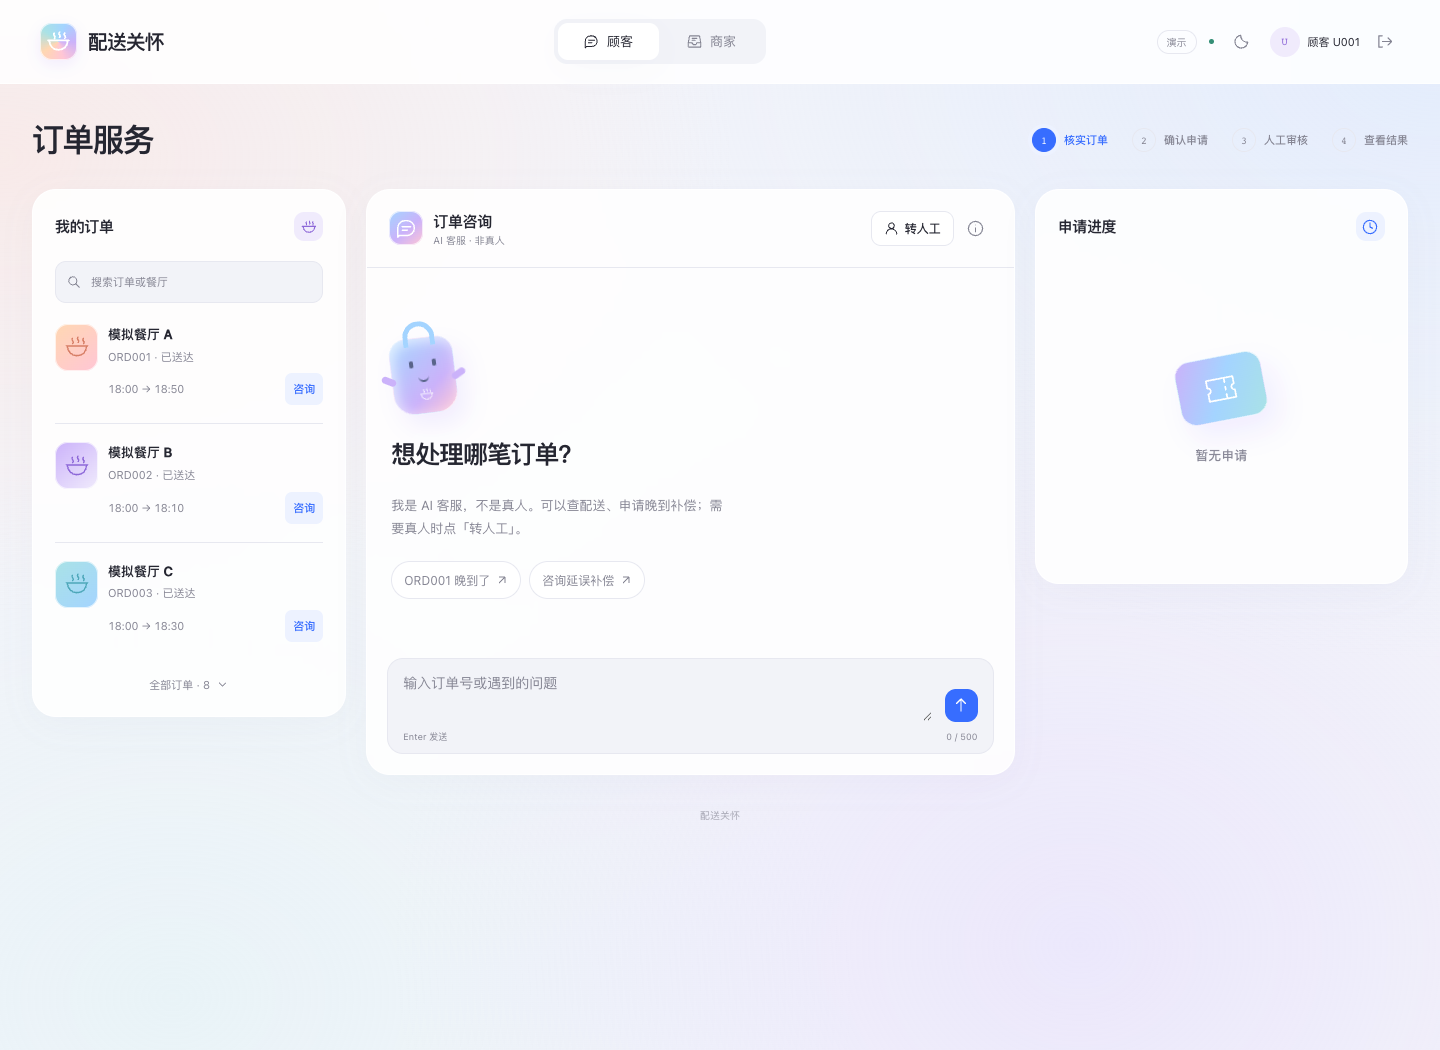 配送关怀
顾客
商家
演示
U
顾客 U001
订单服务
1 核实订单
2 确认申请
3 人工审核
4 查看结果
我的订单
搜索订单或餐厅
模拟餐厅 A
ORD001 · 已送达
18:00 → 18:50
咨询
模拟餐厅 B
ORD002 · 已送达
18:00 → 18:10
咨询
模拟餐厅 C
ORD003 · 已送达
18:00 → 18:30
咨询
全部订单 · 8
订单咨询
AI 客服 · 非真人
转人工
想处理哪笔订单?
我是 AI 客服，不是真人。可以查配送、申请晚到补偿；需
要真人时点「转人工」。
ORD001 晚到了
咨询延误补偿
输入订单号或遇到的问题
Enter 发送
0 / 500
申请进度
暂无申请
配送关怀